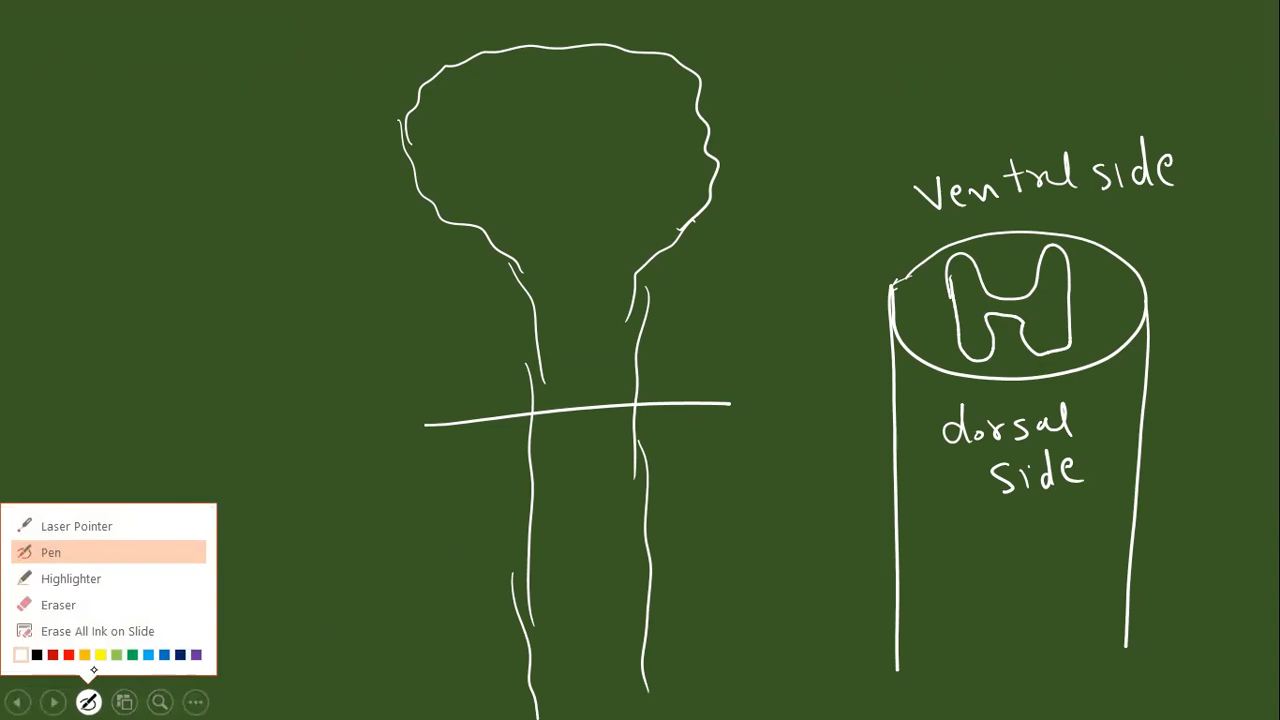 Ventral side
dorsal
side
Laser Pointer
Pen
Highlighter
Eraser
Erase All Ink on Slide